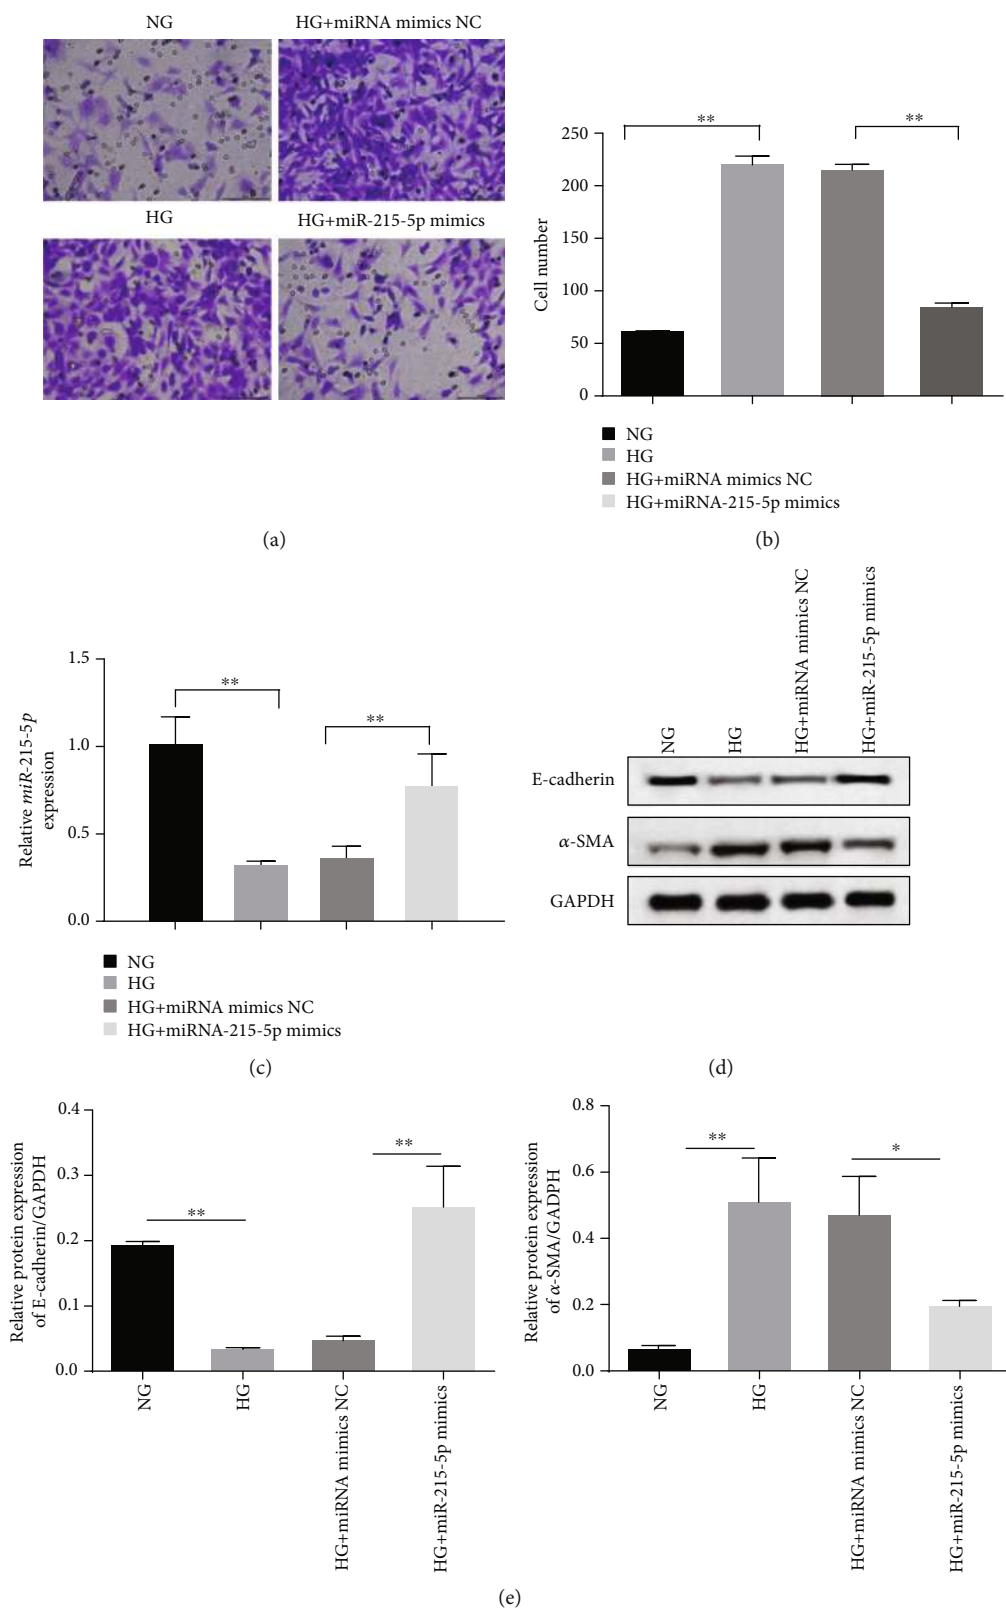 NG
HG+miRNA mimics NC
HG
HG+miR-215-5p mimics
(a)
**
**
250
200
150
100
50
0
Cell number
NG
HG
HG+miRNA mimics NC
HG+miRNA-215-5p mimics
(b)
1.5
1.0
0.5
0.0
Relative miR-215-5p
expression
**
**
NG
HG
HG+miRNA mimics NC
HG+miRNA-215-5p mimics
(c)
NG
HG
HG+miRNA mimics NC
HG+miR-215-5p mimics
E-cadherin
α-SMA
GAPDH
(d)
0.4
0.3
0.2
0.1
0.0
Relative protein expression
of E-cadherin/GAPDH
**
**
NG
HG
HG+miRNA mimics NC
HG+miR-215-5p mimics
0.8
0.6
0.4
0.2
0.0
Relative protein expression
of α-SMA/GADPH
**
*
NG
HG
HG+miRNA mimics NC
HG+miR-215-5p mimics
(e)